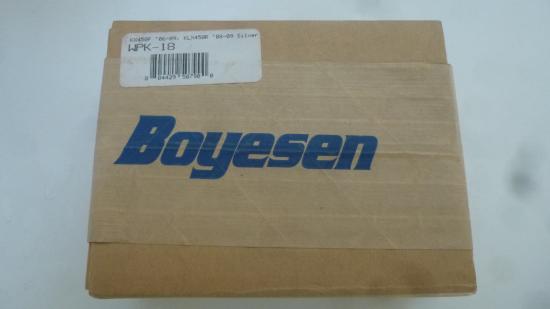 KX450F '06-09, KLX450R '08-09 Silver
WPK-18
Boyesen